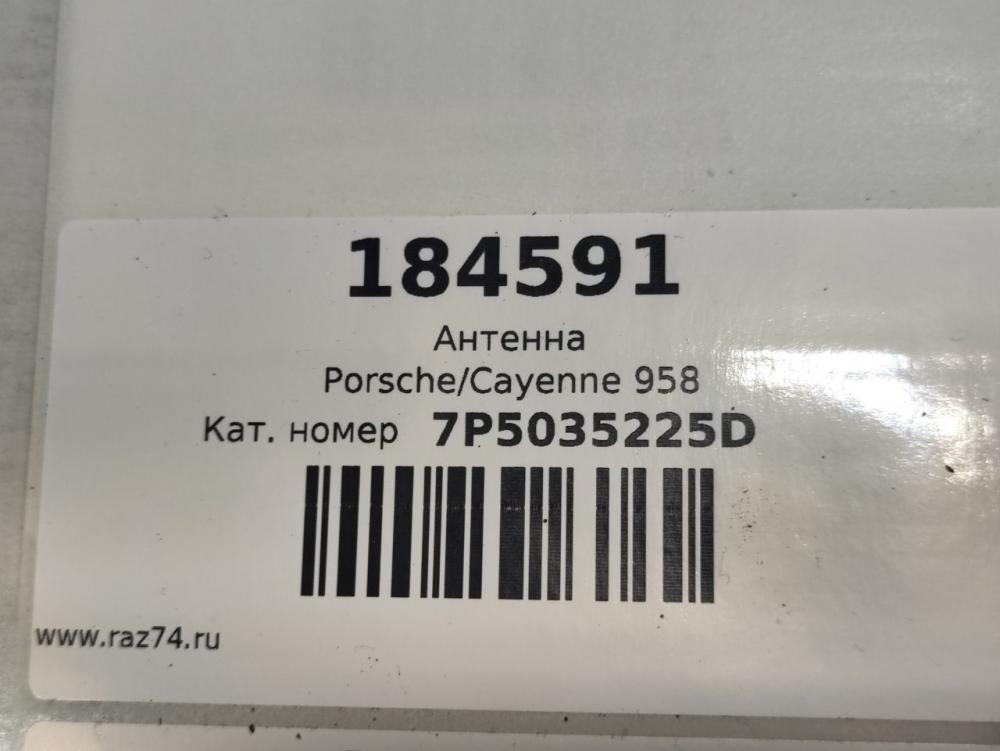 184591
Антенна
Porsche/Cayenne 958
Кат. номер 7P5035225D
www.raz74.ru